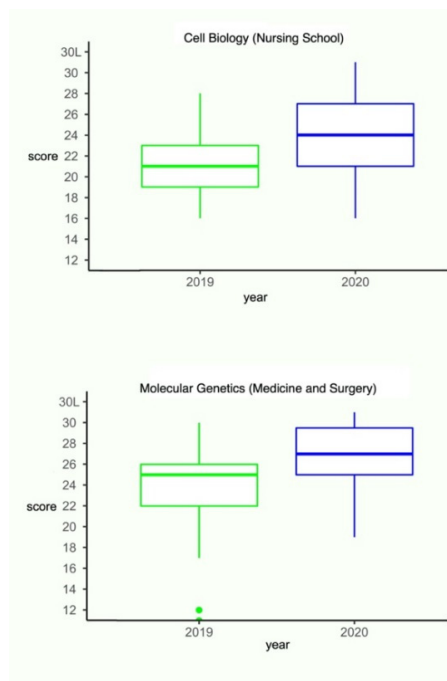 Cell Biology (Nursing School)
30L
30
28
26
24
score
22
20
18
16
14
12
2019 2020
year
Molecular Genetics (Medicine and Surgery)
30L
30
28
26
24
score
22
20
18
16
14
12
2019 2020
year